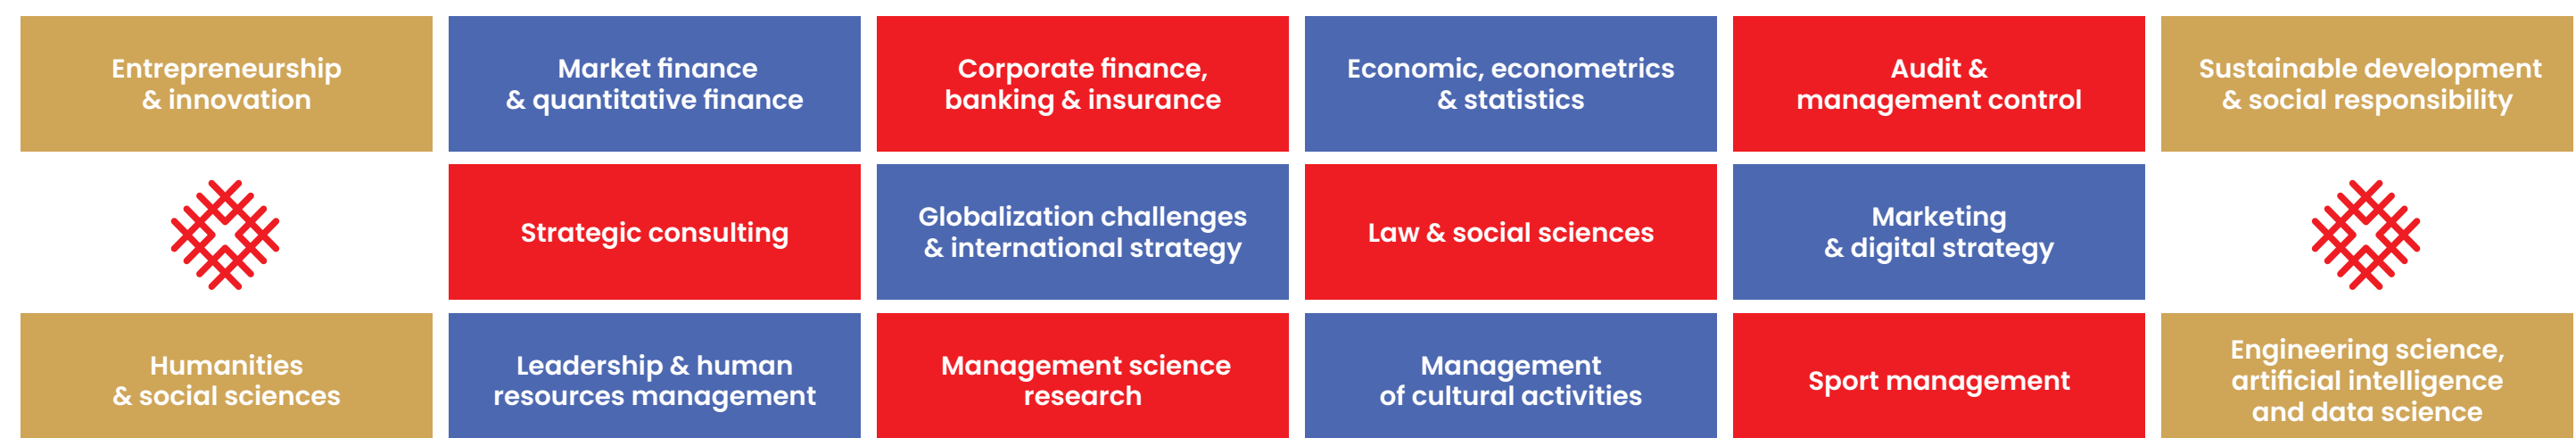 Entrepreneurship
& innovation
Market finance
& quantitative finance
Corporate finance,
banking & insurance
Economic, econometrics
& statistics
Audit &
management control
Sustainable development
& social responsibility
Strategic consulting
Globalization challenges
& international strategy
Law & social sciences
Marketing
& digital strategy
Humanities
& social sciences
Leadership & human
resources management
Management science
research
Management
of cultural activities
Sport management
Engineering science,
artificial intelligence
and data science